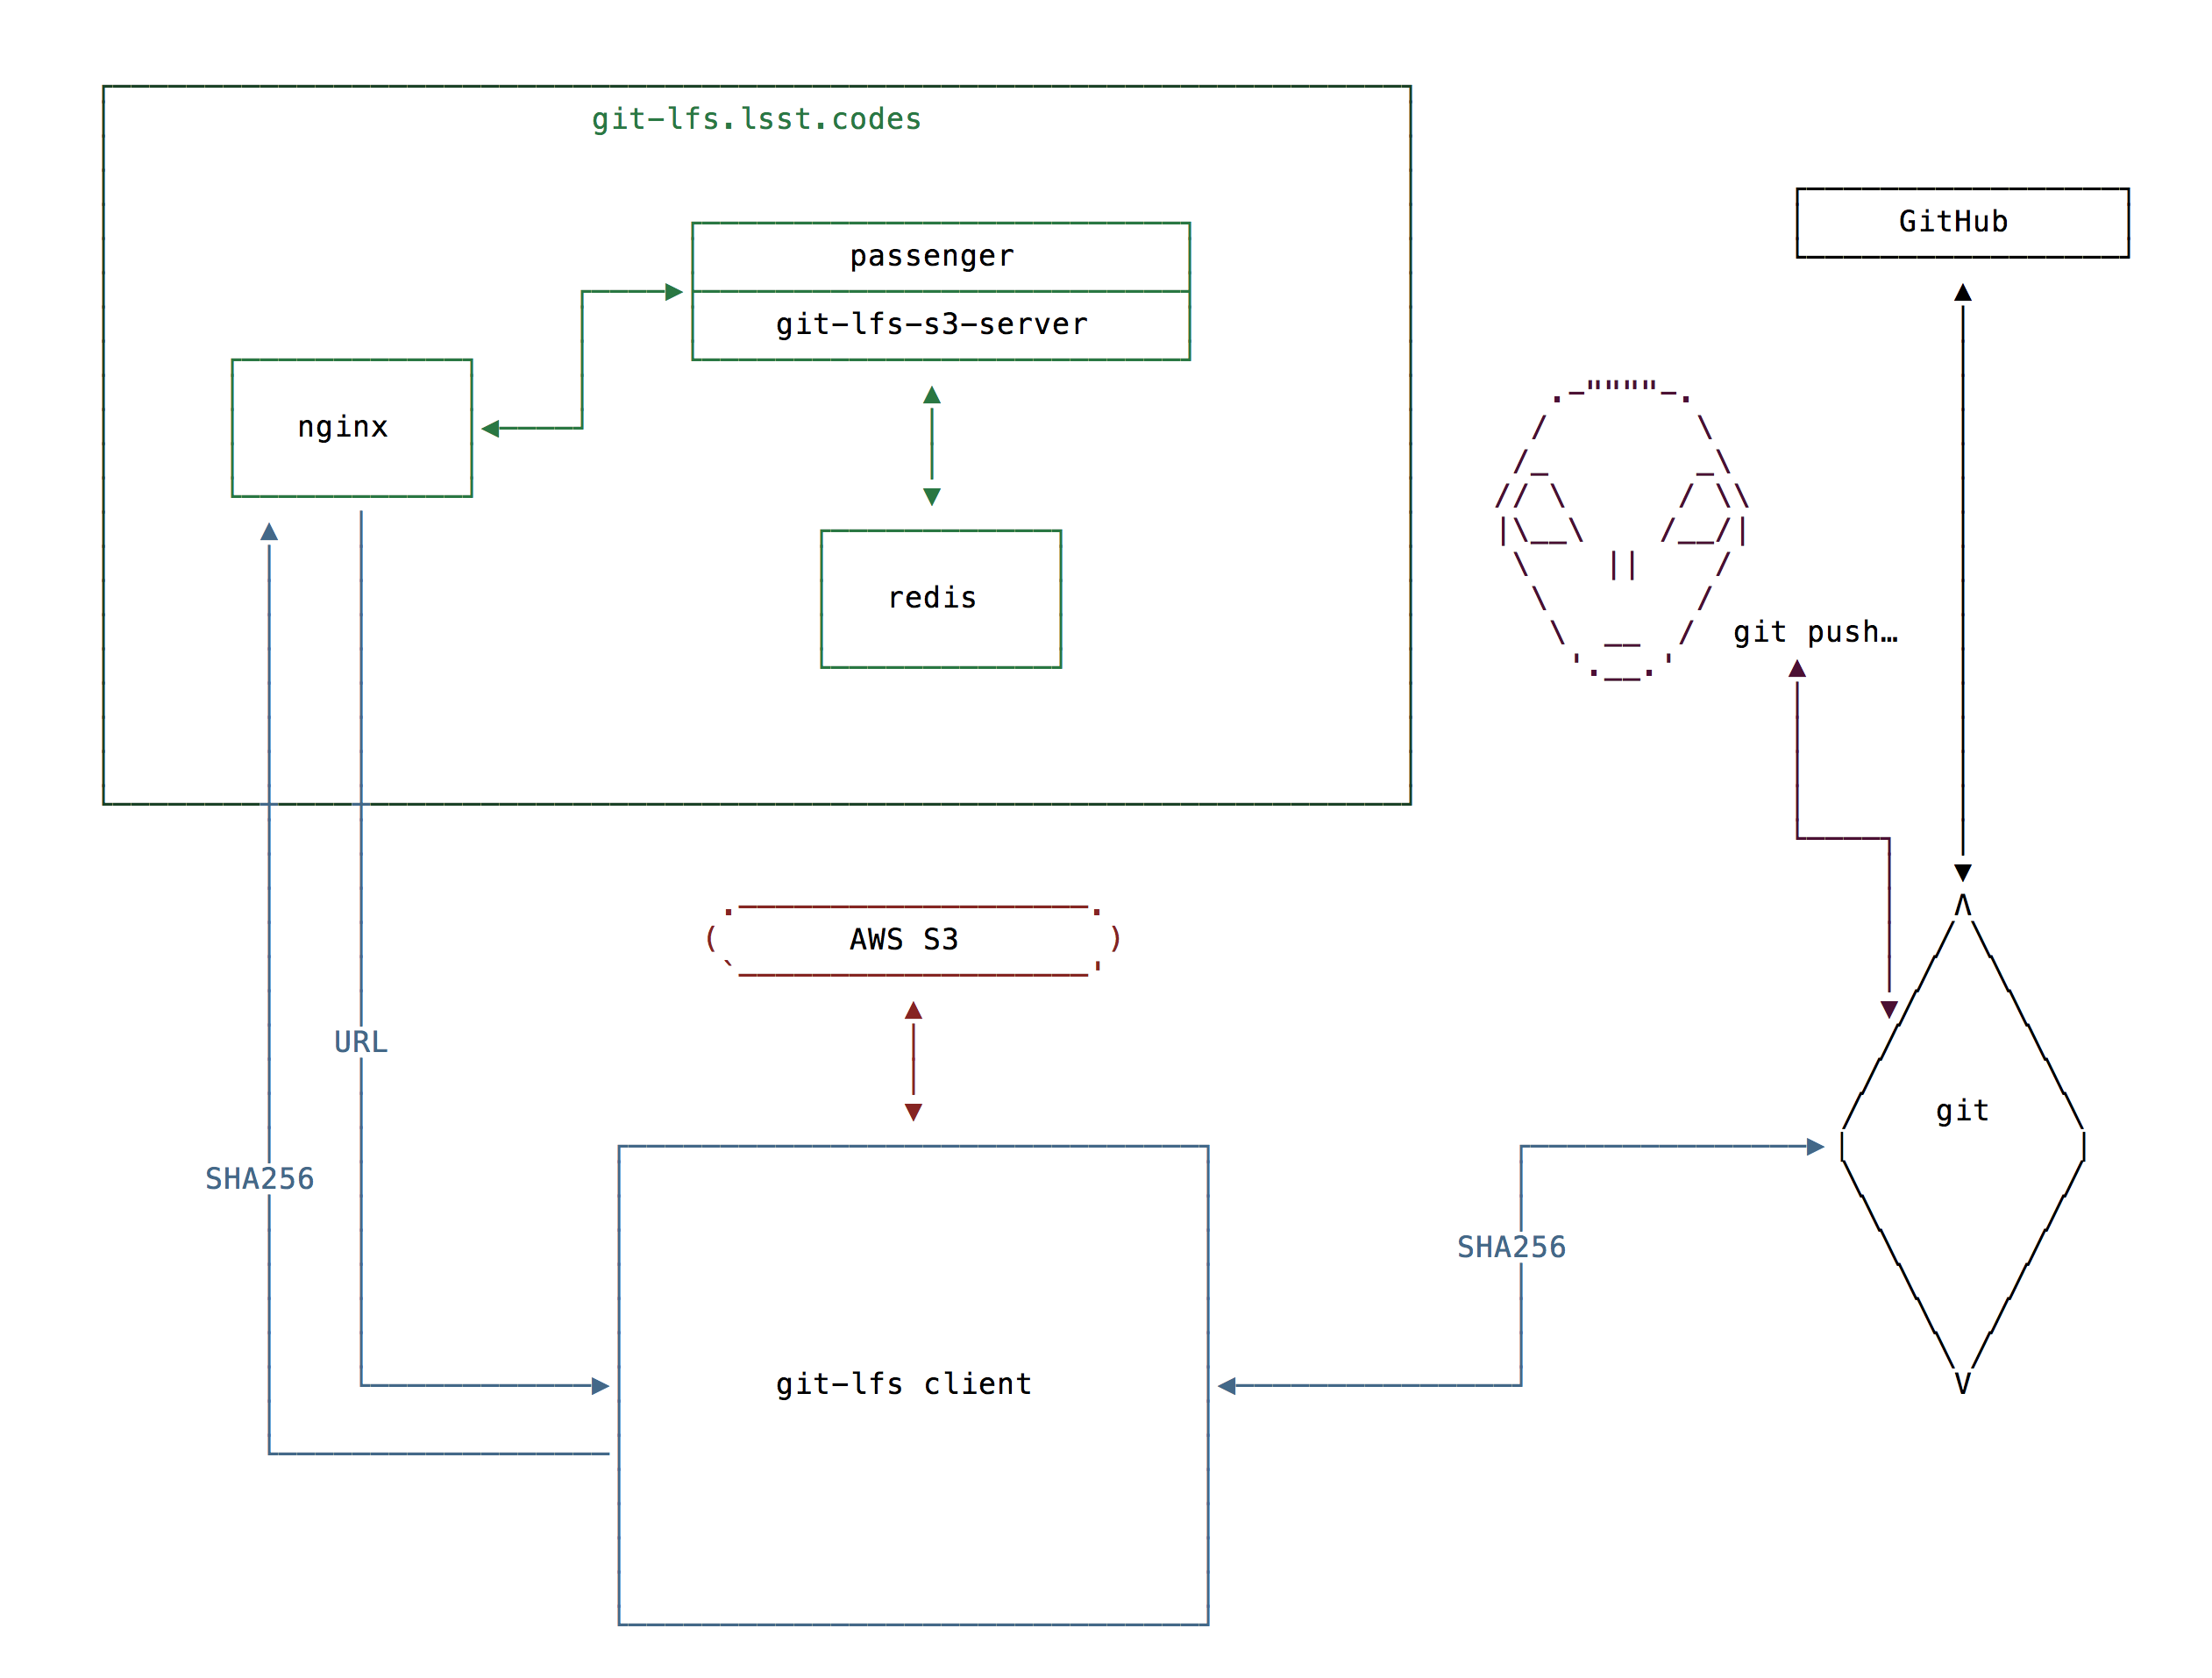 git-lfs.lsst.codes
GitHub
passenger
git-lfs-s3-server
nginx
redis
git push…
AWS S3
URL
git
SHA256
SHA256
git-lfs client